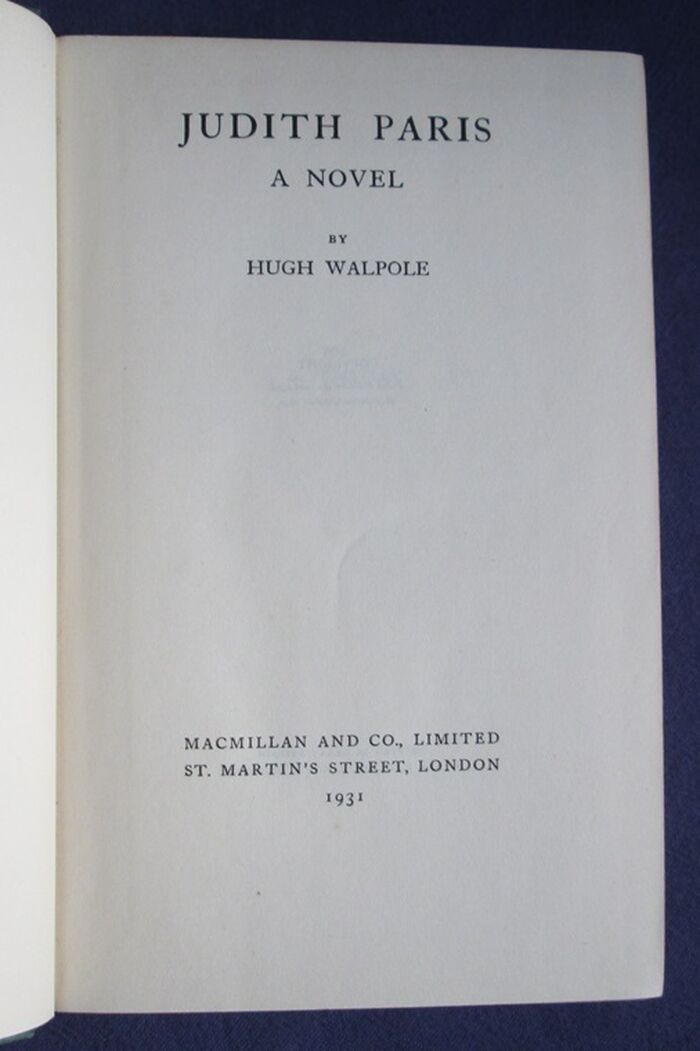 JUDITH PARIS
A NOVEL
BY
HUGH WALPOLE
MACMILLAN AND CO., LIMITED
ST. MARTIN'S STREET, LONDON
1931